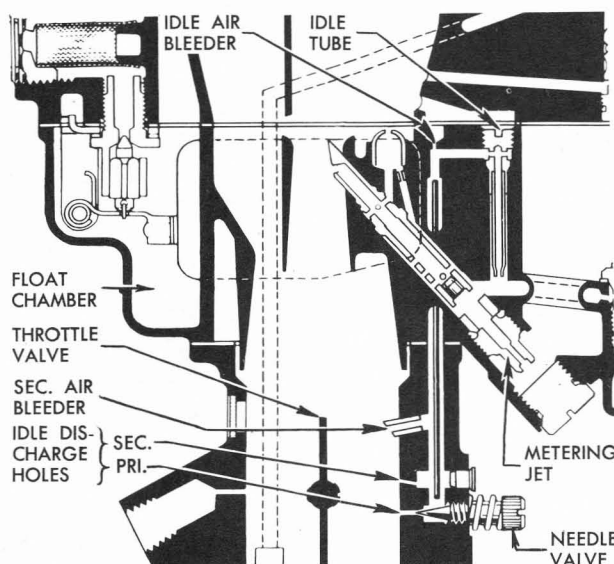 IDLE AIR
BLEEDER
IDLE
TUBE
FLOAT
CHAMBER
THROTTLE
VALVE
SEC. AIR
BLEEDER
IDLE DIS-
CHARGE
HOLES
SEC.
PRI.
METERING
JET
NEEDLE
VALVE